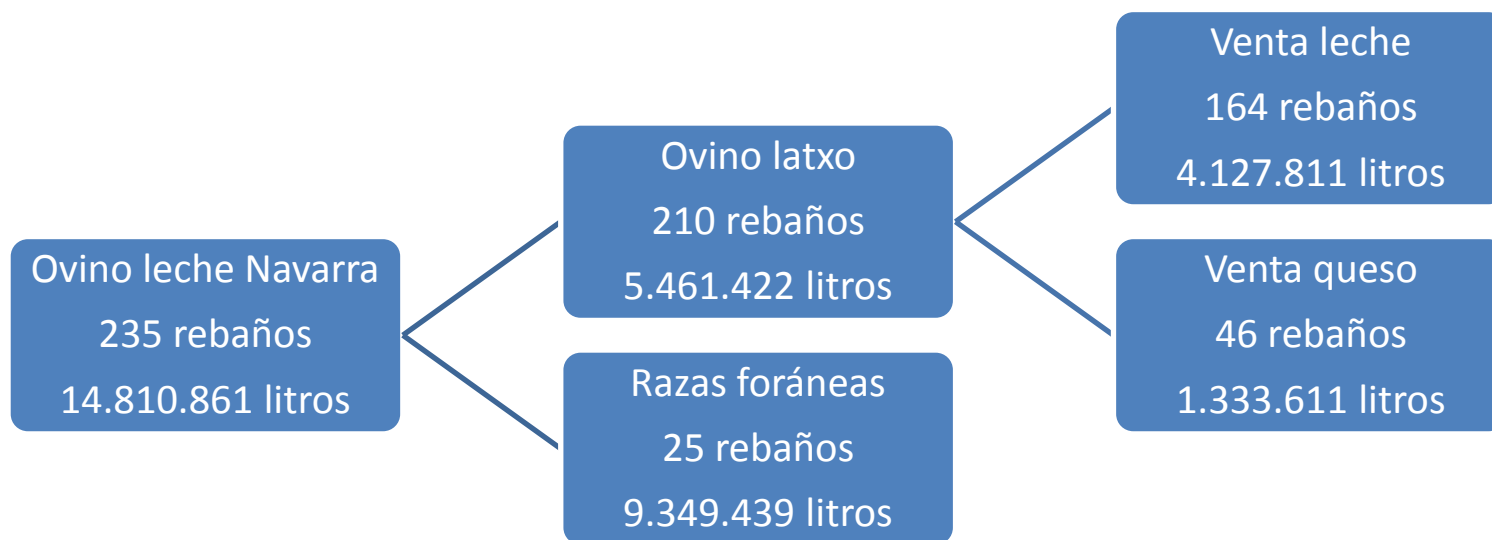 Ovino leche Navarra
235 rebaños
14.810.861 litros
Ovino latxo
210 rebaños
5.461.422 litros
Razas foráneas
25 rebaños
9.349.439 litros
Venta leche
164 rebaños
4.127.811 litros
Venta queso
46 rebaños
1.333.611 litros